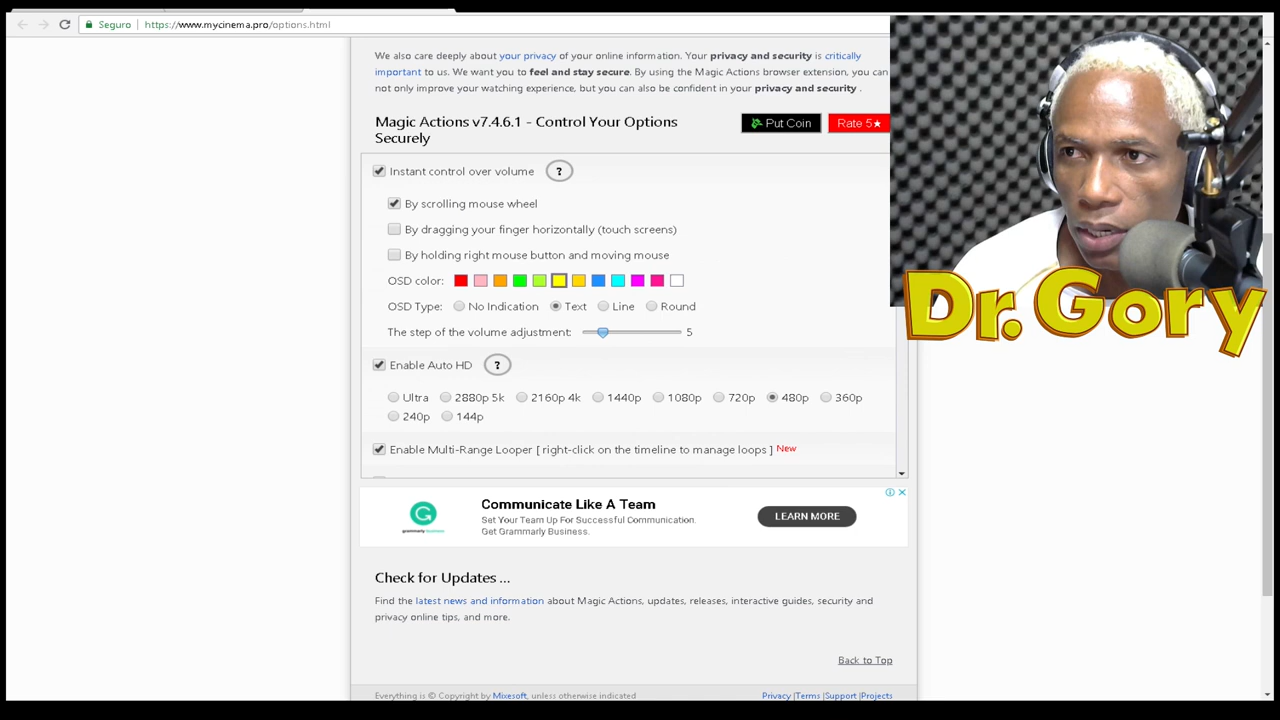 Seguro | https://www.mycinema.pro/options.html
We also care deeply about your privacy of your online information. Your privacy and security is critically
important to us. We want you to feel and stay secure. By using the Magic Actions browser extension, you can
not only improve your watching experience, but you can also be confident in your privacy and security .
Magic Actions v7.4.6.1 - Control Your Options
Securely
Put Coin
Rate 5★
Instant control over volume ?
By scrolling mouse wheel
By dragging your finger horizontally (touch screens)
By holding right mouse button and moving mouse
OSD color:
OSD Type: No Indication Text Line Round
The step of the volume adjustment: 5
Enable Auto HD ?
Ultra 2880p 5k 2160p 4k 1440p 1080p 720p 480p 360p
240p 144p
Enable Multi-Range Looper [ right-click on the timeline to manage loops ] New
Dr. Gory
G
grammarly business
Communicate Like A Team
Set Your Team Up For Successful Communication.
Get Grammarly Business.
LEARN MORE
Check for Updates ...
Find the latest news and information about Magic Actions, updates, releases, interactive guides, security and
privacy online tips, and more.
Back to Top
Everything is © Copyright by Mixesoft, unless otherwise indicated
Privacy |Terms |Support |Projects